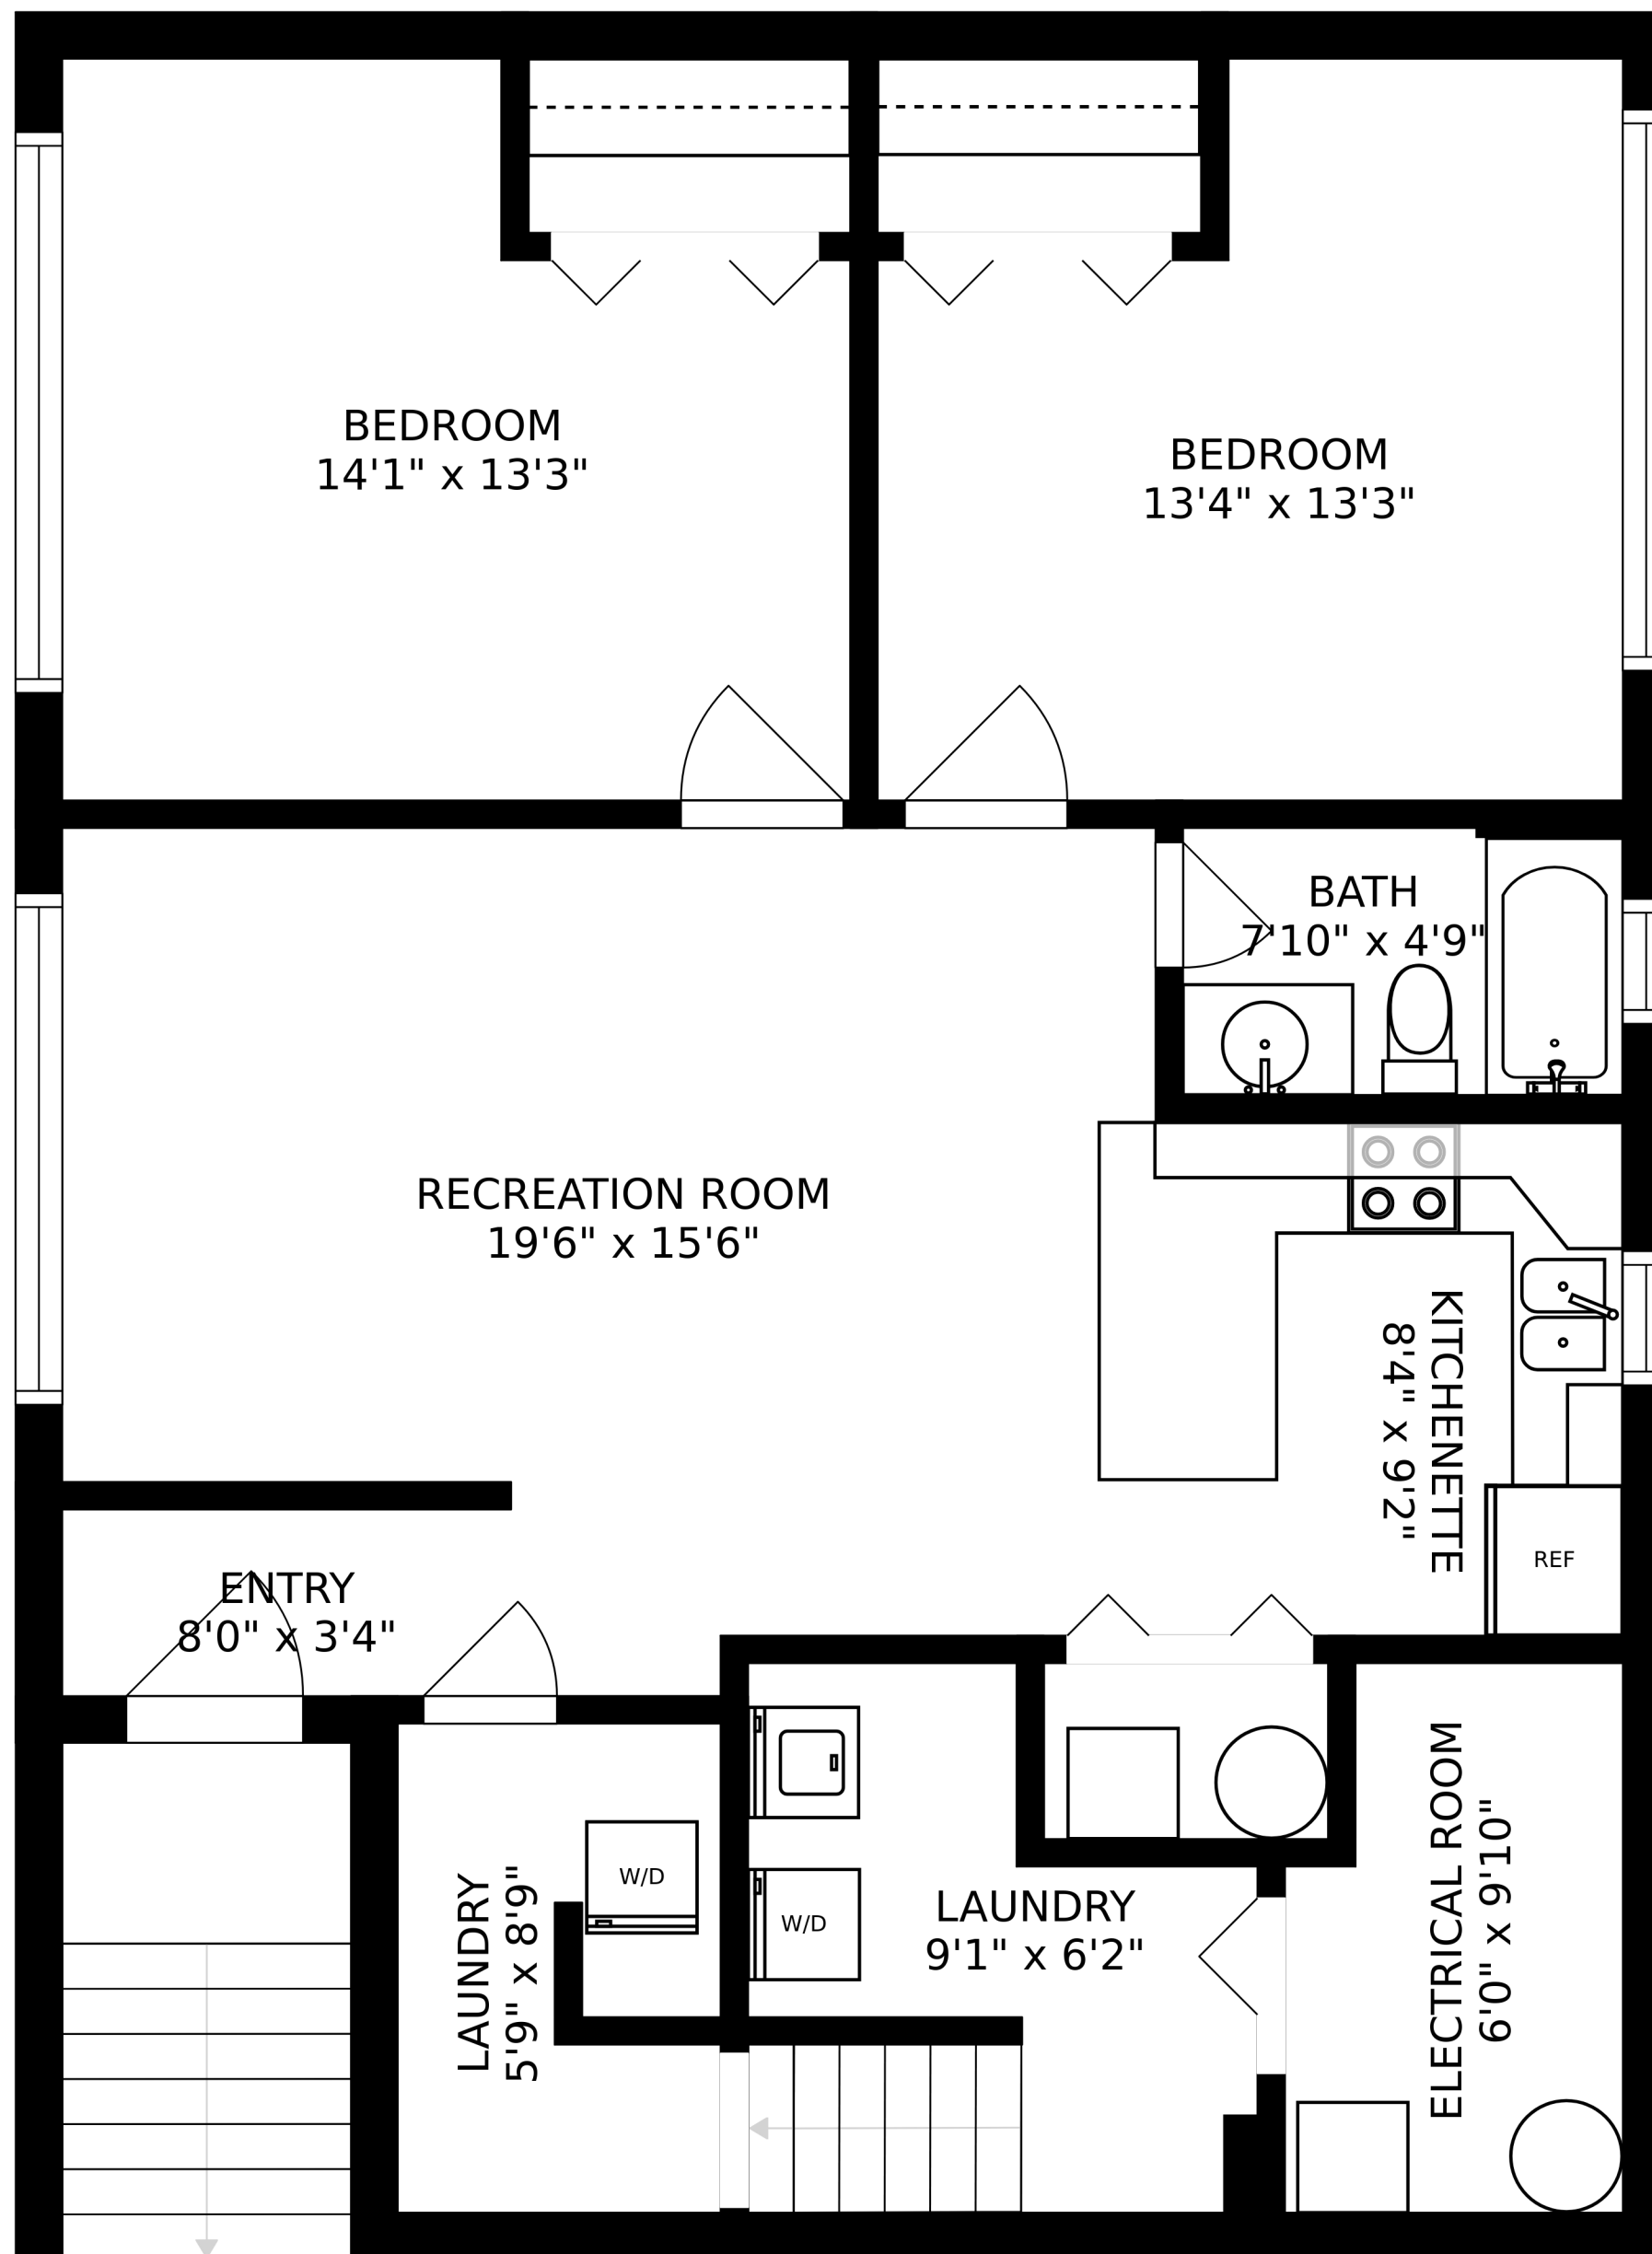 BEDROOM
14'1" x 13'3"
BEDROOM
13'4" x 13'3"
BATH
7'10" x 4'9"
RECREATION ROOM
19'6" x 15'6"
KITCHENETTE
8'4" x 9'2"
REF
ENTRY
8'0" x 3'4"
W/D
LAUNDRY
5'9" x 8'9"
W/D
LAUNDRY
9'1" x 6'2"
ELECTRICAL ROOM
6'0" x 9'10"